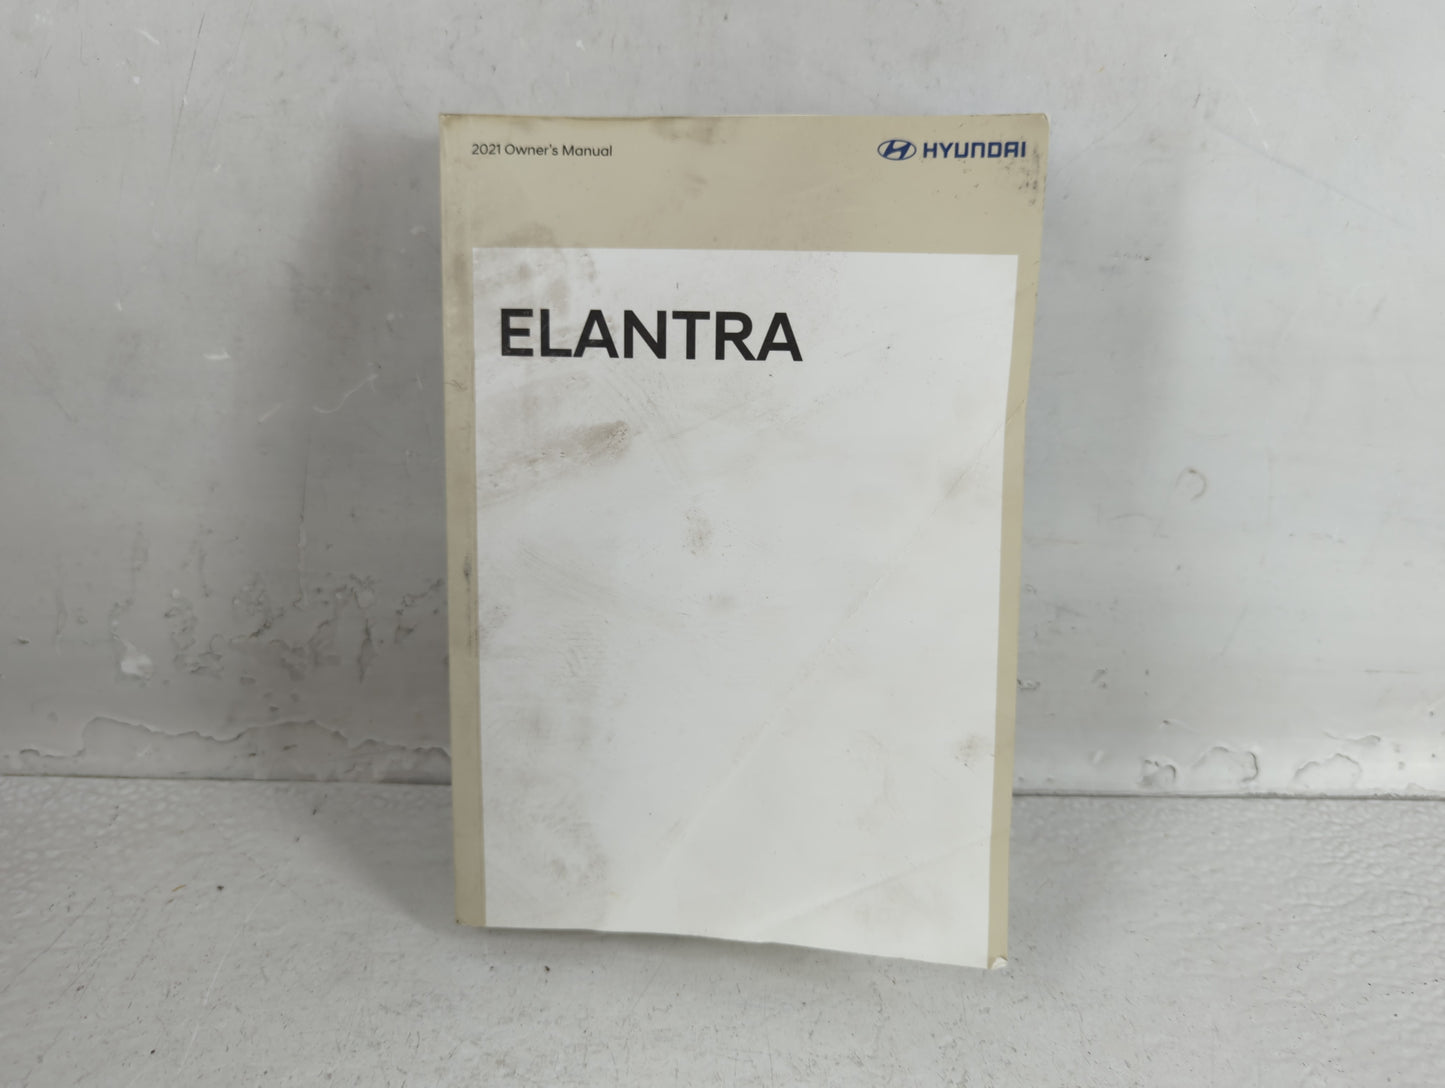 2021 Owner's Manual
HYUNDAI
ELANTRA